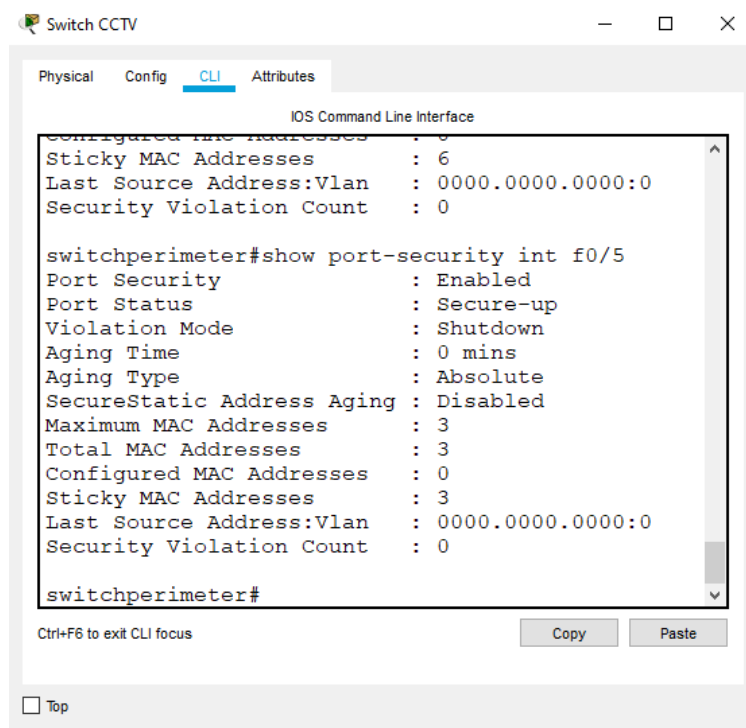 Switch CCTV
Physical Config CLI Attributes
IOS Command Line Interface
Configured MAC Addresses : 0
Sticky MAC Addresses : 6
Last Source Address:Vlan : 0000.0000.0000:0
Security Violation Count : 0
switchperimeter#show port-security int f0/5
Port Security : Enabled
Port Status : Secure-up
Violation Mode : Shutdown
Aging Time : 0 mins
Aging Type : Absolute
SecureStatic Address Aging : Disabled
Maximum MAC Addresses : 3
Total MAC Addresses : 3
Configured MAC Addresses : 0
Sticky MAC Addresses : 3
Last Source Address:Vlan : 0000.0000.0000:0
Security Violation Count : 0
switchperimeter#
Ctrl+F6 to exit CLI focus
Copy Paste
Top